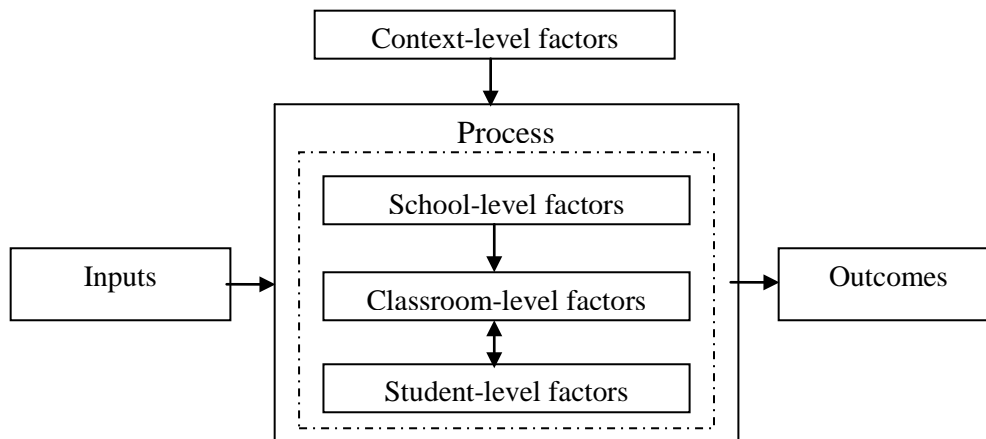 Context-level factors
Process
School-level factors
Inputs
Classroom-level factors
Outcomes
Student-level factors